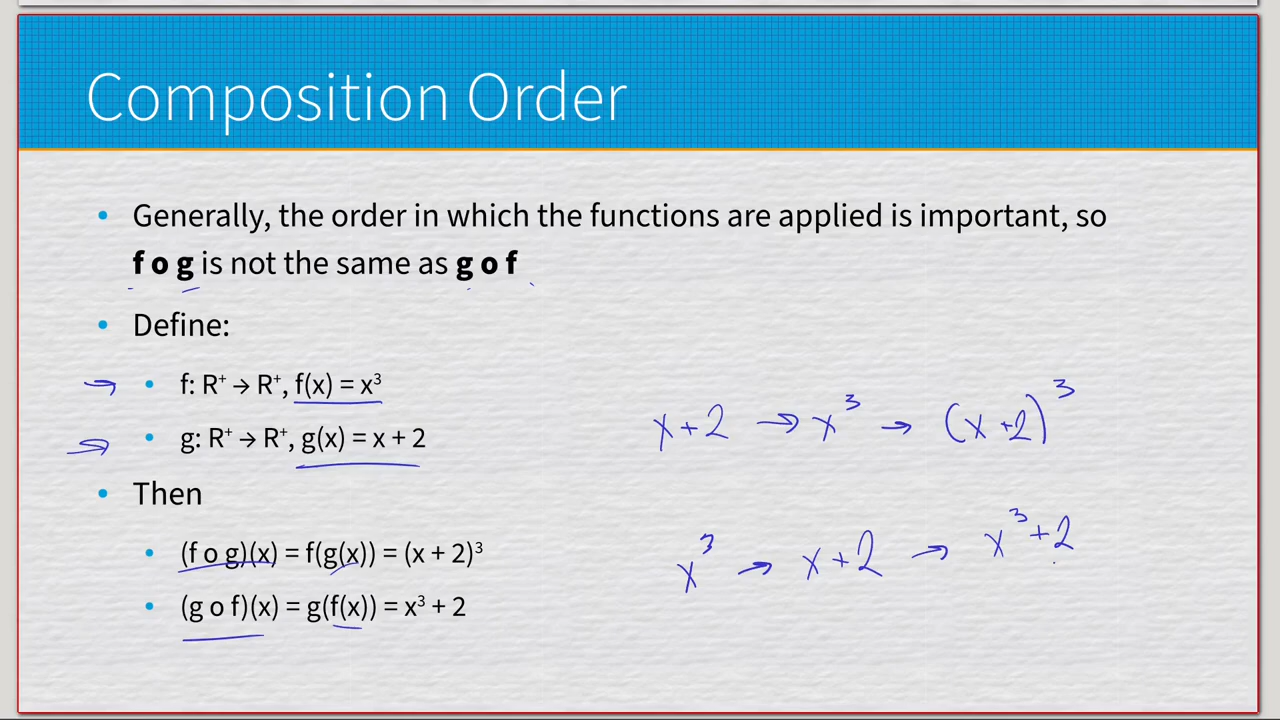 Composition Order
• Generally, the order in which the functions are applied is important, so
f o g is not the same as g o f
• Define:
• f: R⁺ → R⁺, f(x) = x³
• g: R⁺ → R⁺, g(x) = x + 2
• Then
• (f o g)(x) = f(g(x)) = (x + 2)³
• (g o f)(x) = g(f(x)) = x³ + 2
x+2 → x³ → (x+2)³
x³ → x+2 → x³+2